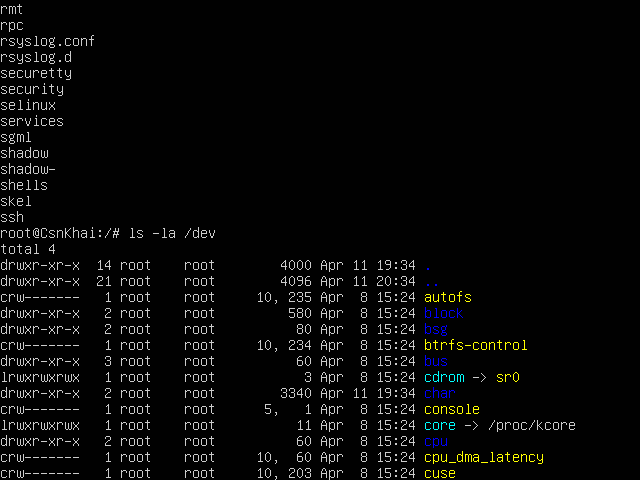 rmt
rpc
rsyslog.conf
rsyslog.d
securetty
security
selinux
services
sgml
shadow
shadow-
shells
skel
ssh
root@CsnKhai:/# ls -la /dev
total 4
drwxr-xr-x  14 root    root        4000 Apr 11 19:34 .
drwxr-xr-x  21 root    root        4096 Apr 11 20:34 ..
crw-------   1 root    root     10, 235 Apr  8 15:24 autofs
drwxr-xr-x   2 root    root         580 Apr  8 15:24 block
drwxr-xr-x   2 root    root          80 Apr  8 15:24 bsg
crw-------   1 root    root     10, 234 Apr  8 15:24 btrfs-control
drwxr-xr-x   3 root    root          60 Apr  8 15:24 bus
lrwxrwxrwx   1 root    root           3 Apr  8 15:24 cdrom -> sr0
drwxr-xr-x   2 root    root        3340 Apr 11 19:34 char
crw-------   1 root    root      5,   1 Apr  8 15:24 console
lrwxrwxrwx   1 root    root          11 Apr  8 15:24 core -> /proc/kcore
drwxr-xr-x   2 root    root          60 Apr  8 15:24 cpu
crw-------   1 root    root     10,  60 Apr  8 15:24 cpu_dma_latency
crw-------   1 root    root     10, 203 Apr  8 15:24 cuse